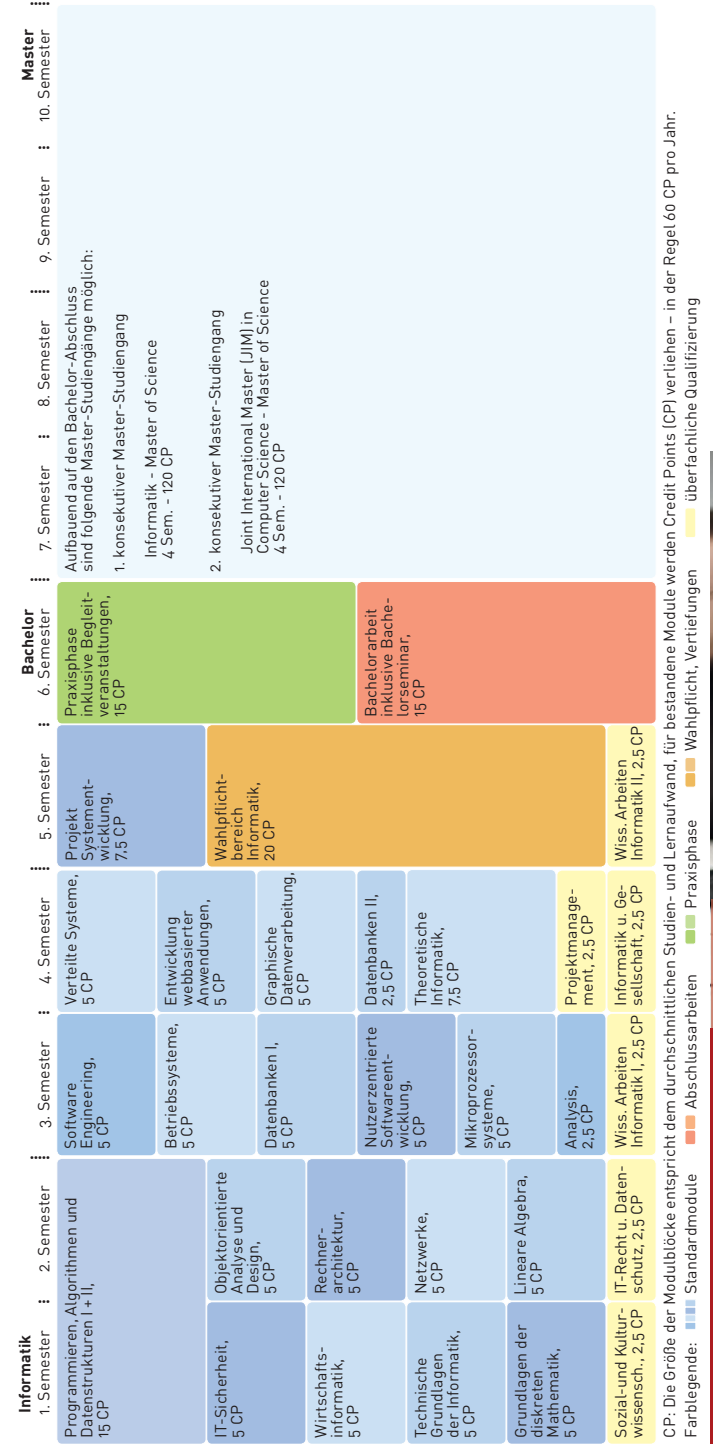 Informatik
1. Semester
2. Semester
3. Semester
4. Semester
5. Semester
Bachelor
6. Semester
7. Semester
8. Semester
9. Semester
Master
10. Semester
Programmieren, Algorithmen und
Datenstrukturen I + II,
15 CP
IT-Sicherheit,
5 CP
Wirtschafts-
informatik,
5 CP
Technische
Grundlagen
der Informatik,
5 CP
Grundlagen der
diskreten
Mathematik,
5 CP
Sozial-und Kultur-
wissensch., 2,5 CP
Objektorientierte
Analyse und
Design,
5 CP
Rechner-
architektur,
5 CP
Netzwerke,
5 CP
Lineare Algebra,
5 CP
IT-Recht u. Daten-
schutz, 2,5 CP
Software
Engineering,
5 CP
Betriebssysteme,
5 CP
Datenbanken I,
5 CP
Nutzerzentrierte
Softwareent-
wicklung,
5 CP
Mikroprozessor-
systeme,
5 CP
Analysis,
2,5 CP
Wiss. Arbeiten
Informatik I, 2,5 CP
Verteilte Systeme,
5 CP
Entwicklung
webbasierter
Anwendungen,
5 CP
Graphische
Datenverarbeitung,
5 CP
Datenbanken II,
2,5 CP
Theoretische
Informatik,
7,5 CP
Projektmanage-
ment, 2,5 CP
Informatik u. Ge-
sellschaft, 2,5 CP
Projekt
Systement-
wicklung,
7,5 CP
Wahlpflicht-
bereich
Informatik,
20 CP
Wiss. Arbeiten
Informatik II, 2,5 CP
Praxisphase
inklusive Begleit-
veranstaltungen,
15 CP
Bachelorarbeit
inklusive Bache-
lorseminar,
15 CP
Aufbauend auf den Bachelor-Abschluss
sind folgende Master-Studiengänge möglich:
1. konsekutiver Master-Studiengang
Informatik - Master of Science
4 Sem. - 120 CP
2. konsekutiver Master-Studiengang
Joint International Master (JIM) in
Computer Science - Master of Science
4 Sem. - 120 CP
CP: Die Größe der Modulblöcke entspricht dem durchschnittlichen Studien- und Lernaufwand, für bestandene Module werden Credit Points (CP) verliehen – in der Regel 60 CP pro Jahr.
Farblegende: Standardmodule Abschlussarbeiten Praxisphase Wahlpflicht, Vertiefungen überfachliche Qualifizierung